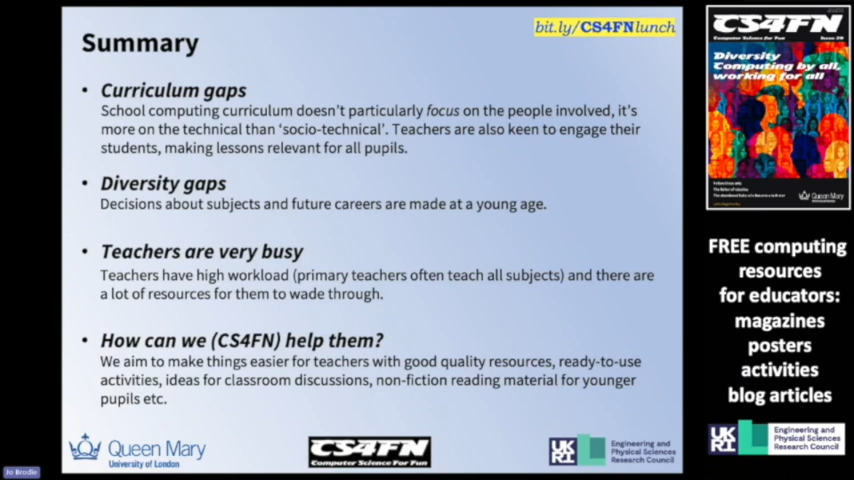 bit.ly/CS4FNlunch
Summary
• Curriculum gaps
School computing curriculum doesn't particularly focus on the people involved, it's
more on the technical than 'socio-technical'. Teachers are also keen to engage their
students, making lessons relevant for all pupils.
• Diversity gaps
Decisions about subjects and future careers are made at a young age.
• Teachers are very busy
Teachers have high workload (primary teachers often teach all subjects) and there are
a lot of resources for them to wade through.
• How can we (CS4FN) help them?
We aim to make things easier for teachers with good quality resources, ready-to-use
activities, ideas for classroom discussions, non-fiction reading material for younger
pupils etc.
Queen Mary
University of London
CS4FN
Computer Science For Fun
UKRI
Engineering and
Physical Sciences
Research Council
CS4FN
Computer Science for Fun
Diversity
Computing by all,
working for all
Queen Mary
FREE computing
resources
for educators:
magazines
posters
activities
blog articles
UKRI
Engineering and
Physical Sciences
Research Council
Jo Brodie